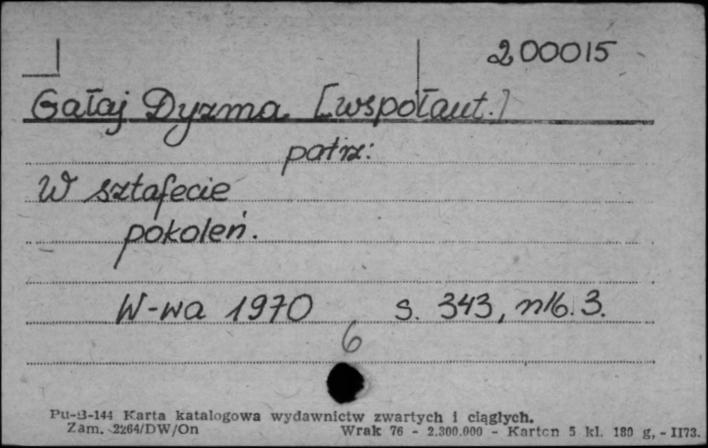 200015
Gałaj Dyzma [współaut.]
patrz:
W sztafecie
pokoleń.
W-wa 1970 s. 343, nlb. 3.
6
Pu-B-144 Karta katalogowa wydawnictw zwartych i ciągłych.
Zam. 2264/DW/On Wrak 76 - 2.300.000 - Karton 5 kl. 180 g, - II73.